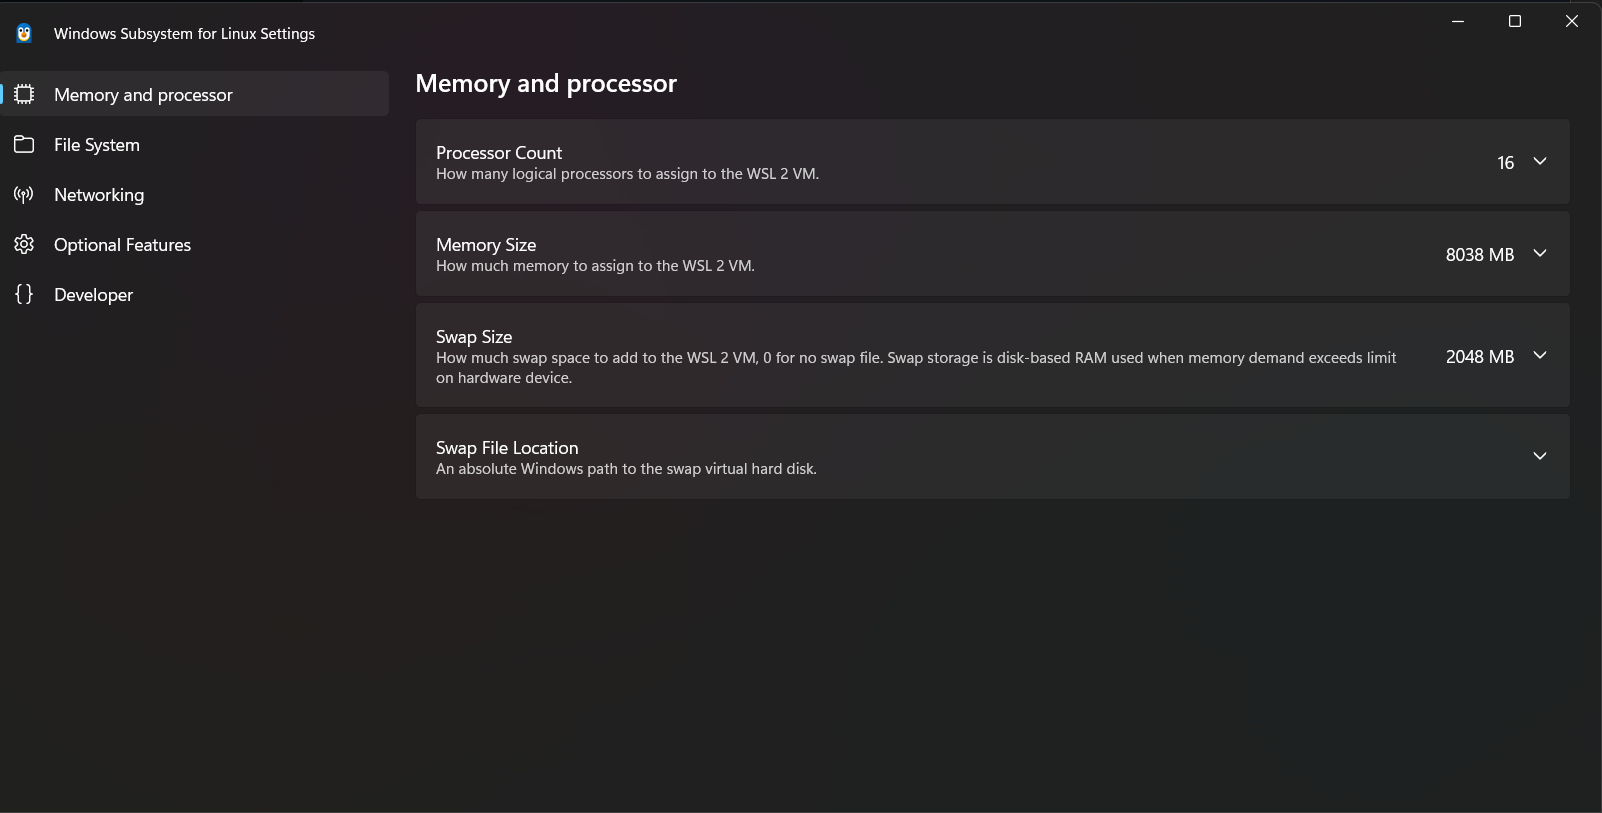 Windows Subsystem for Linux Settings
Memory and processor
File System
Networking
Optional Features
Developer
Memory and processor
Processor Count
How many logical processors to assign to the WSL 2 VM.
16
Memory Size
How much memory to assign to the WSL 2 VM.
8038 MB
Swap Size
How much swap space to add to the WSL 2 VM, 0 for no swap file. Swap storage is disk-based RAM used when memory demand exceeds limit
on hardware device.
2048 MB
Swap File Location
An absolute Windows path to the swap virtual hard disk.